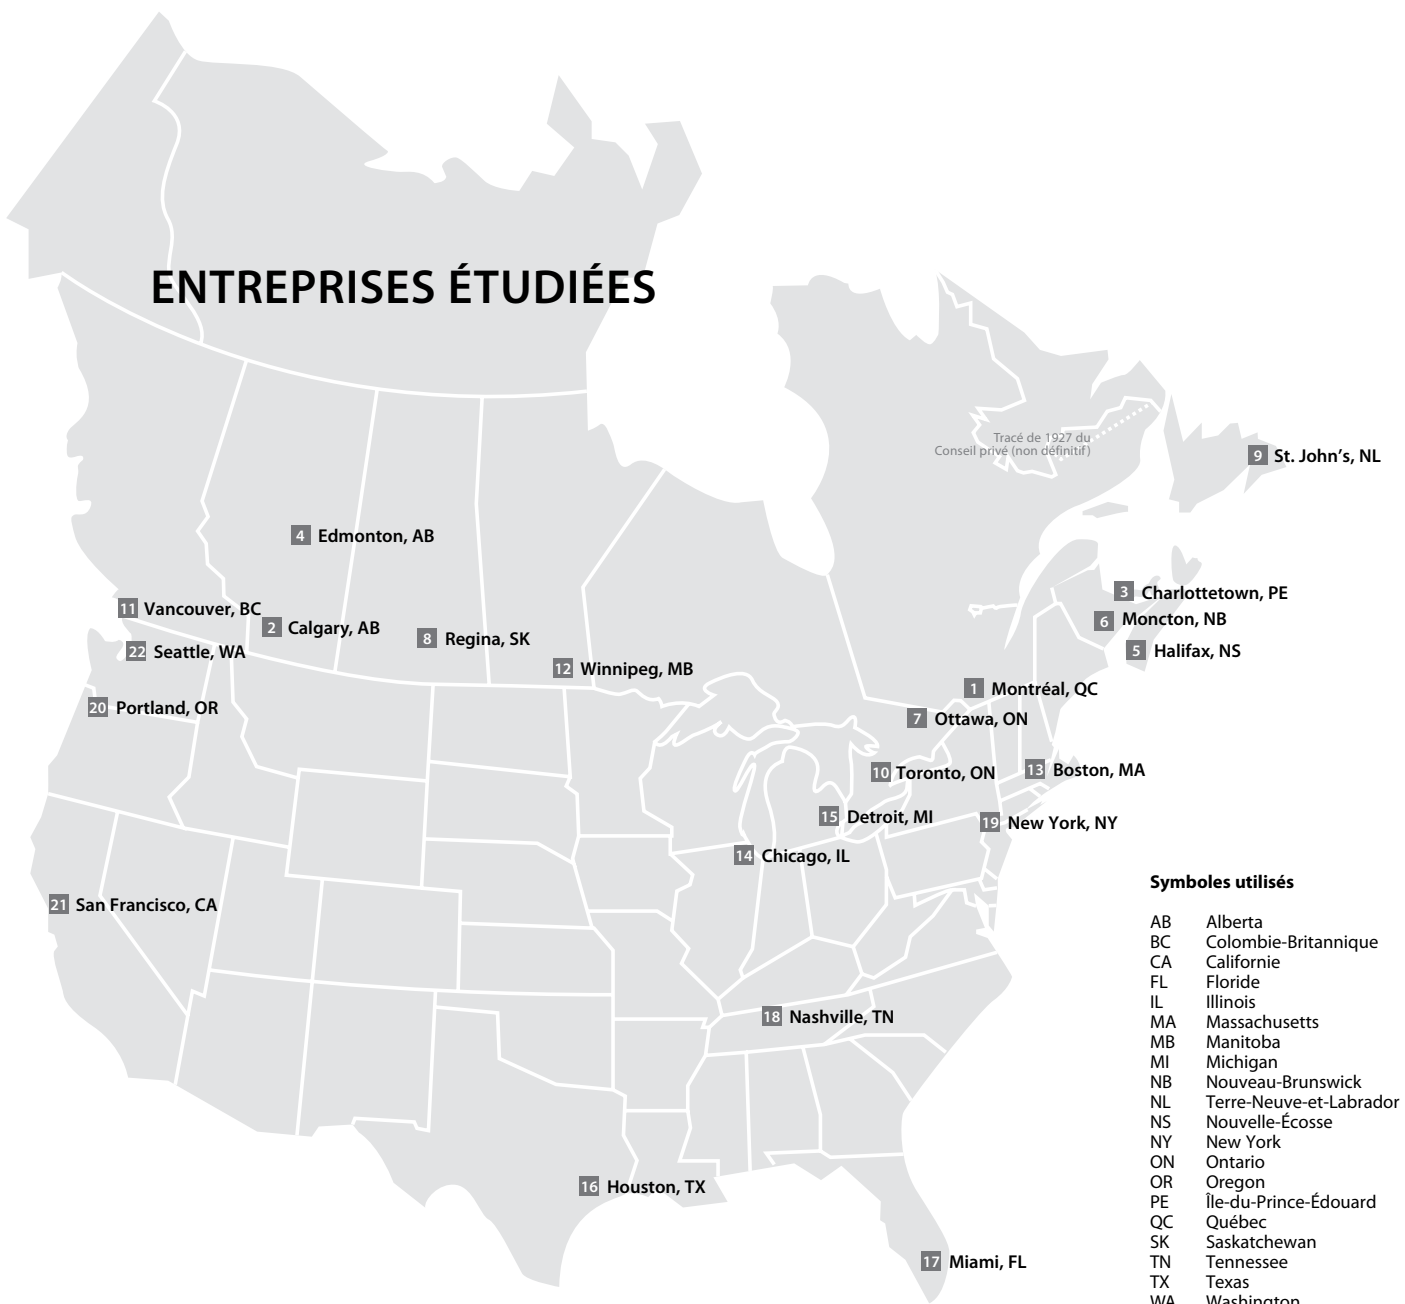 ENTREPRISES ÉTUDIÉES
Tracé de 1927 du
Conseil privé (non définitif)
9 St. John's, NL
4 Edmonton, AB
3 Charlottetown, PE
11 Vancouver, BC
6 Moncton, NB
2 Calgary, AB
8 Regina, SK
22 Seattle, WA
5 Halifax, NS
12 Winnipeg, MB
1 Montréal, QC
20 Portland, OR
7 Ottawa, ON
10 Toronto, ON
13 Boston, MA
15 Detroit, MI
19 New York, NY
14 Chicago, IL
21 San Francisco, CA
18 Nashville, TN
16 Houston, TX
17 Miami, FL
Symboles utilisés
AB Alberta
BC Colombie-Britannique
CA Californie
FL Floride
IL Illinois
MA Massachusetts
MB Manitoba
MI Michigan
NB Nouveau-Brunswick
NL Terre-Neuve-et-Labrador
NS Nouvelle-Écosse
NY New York
ON Ontario
OR Oregon
PE Île-du-Prince-Édouard
QC Québec
SK Saskatchewan
TN Tennessee
TX Texas
WA Washington